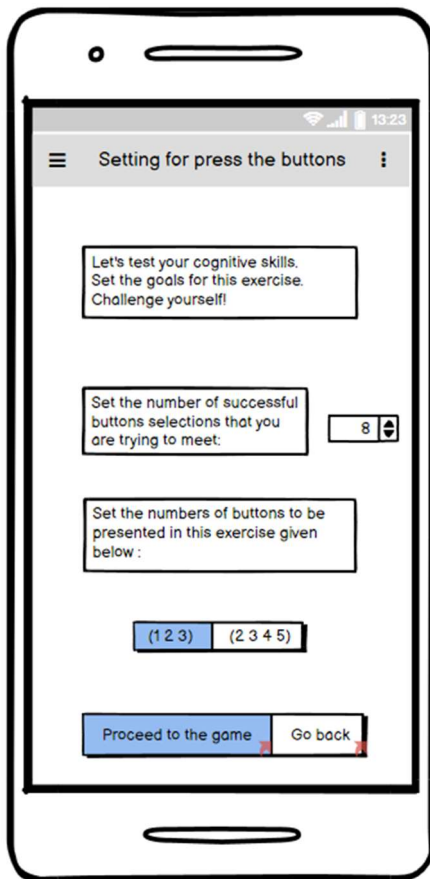 13:23
Setting for press the buttons
Let's test your cognitive skills.
Set the goals for this exercise.
Challenge yourself!
Set the number of successful
buttons selections that you
are trying to meet:
8
Set the numbers of buttons to be
presented in this exercise given
below :
(1 2 3) (2 3 4 5)
Proceed to the game Go back